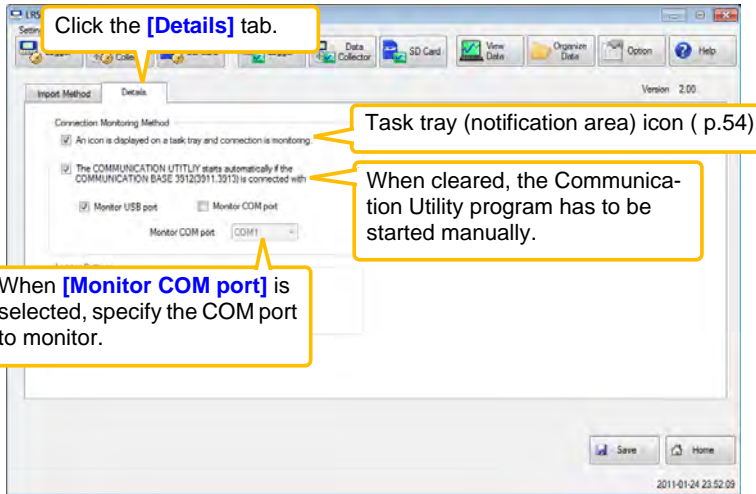 LR5
Click the [Details] tab.
Data Collector
SD Card
View Data
Organize Data
Option
Help
Import Method
Details
Version 2.00
Connection Monitoring Method
An icon is displayed on a task tray and connection is monitoring.
Task tray (notification area) icon ( p.54)
The COMMUNICATION UTITLIY starts automatically if the
COMMUNICATION BASE 3912(3911,3913) is connected with
When cleared, the Communica-
tion Utility program has to be
started manually.
Monitor USB port
Monitor COM port
Monitor COM port
COM1
When [Monitor COM port] is
selected, specify the COM port
to monitor.
Save
Home
2011-01-24 23:52:09